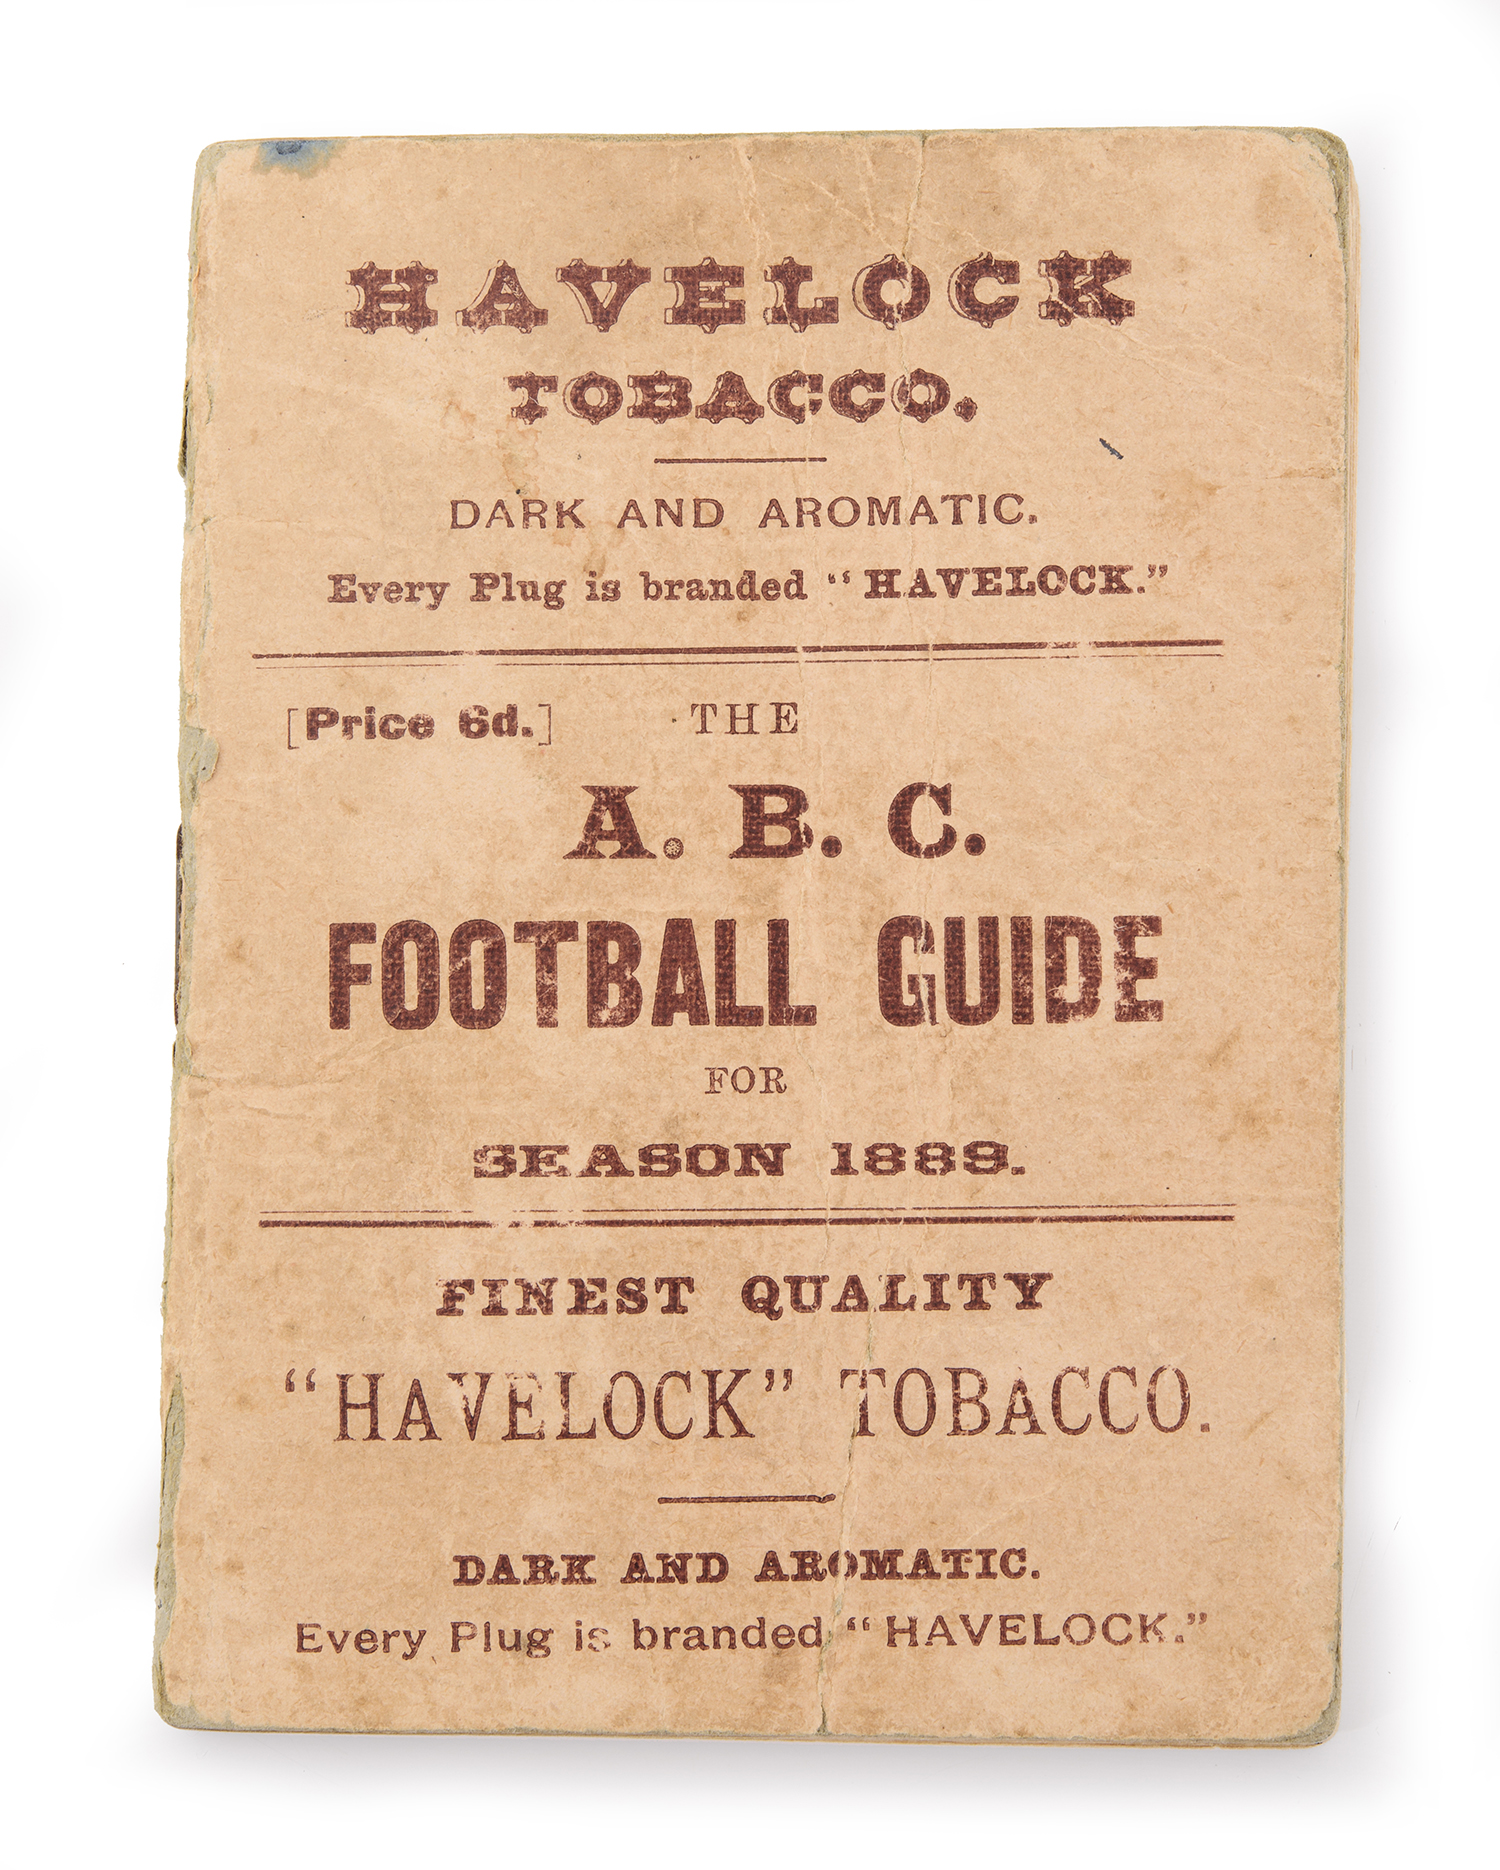 HAVELOCK
TOBACCO.
DARK AND AROMATIC.
Every Plug is branded "HAVELOCK."
[Price 6d.] THE
A. B. C.
FOOTBALL GUIDE
FOR
SEASON 1889.
FINEST QUALITY
"HAVELOCK" TOBACCO.
DARK AND AROMATIC.
Every Plug is branded "HAVELOCK."